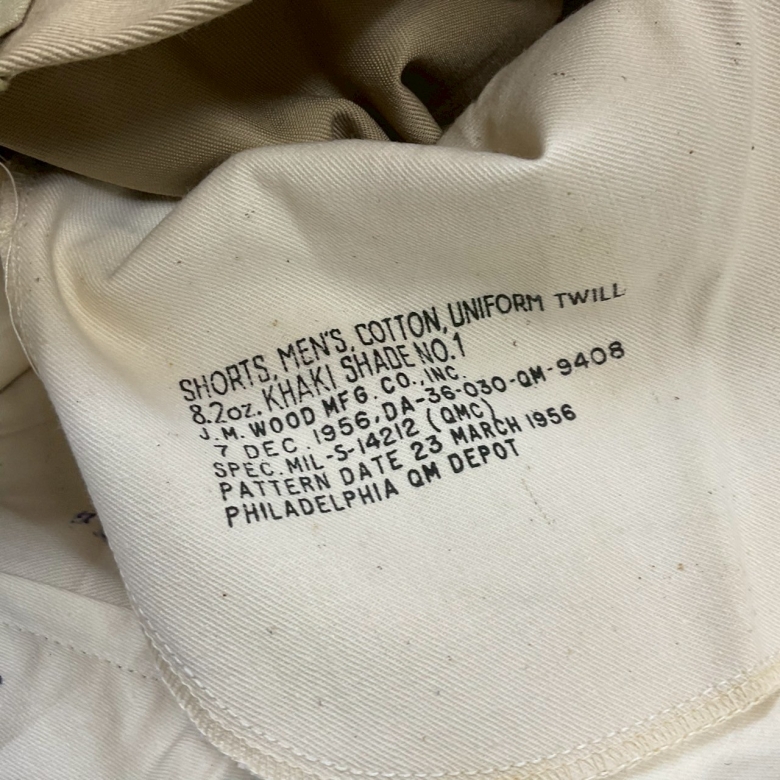 SHORTS, MEN'S, COTTON, UNIFORM TWILL
8.2oz. KHAKI SHADE NO.1
J.M. WOOD MFG. CO., INC.
7 DEC. 1956, DA-36-030-QM-9408
SPEC. MIL-S-14212 (QMC)
PATTERN DATE 23 MARCH 1956
PHILADELPHIA QM DEPOT